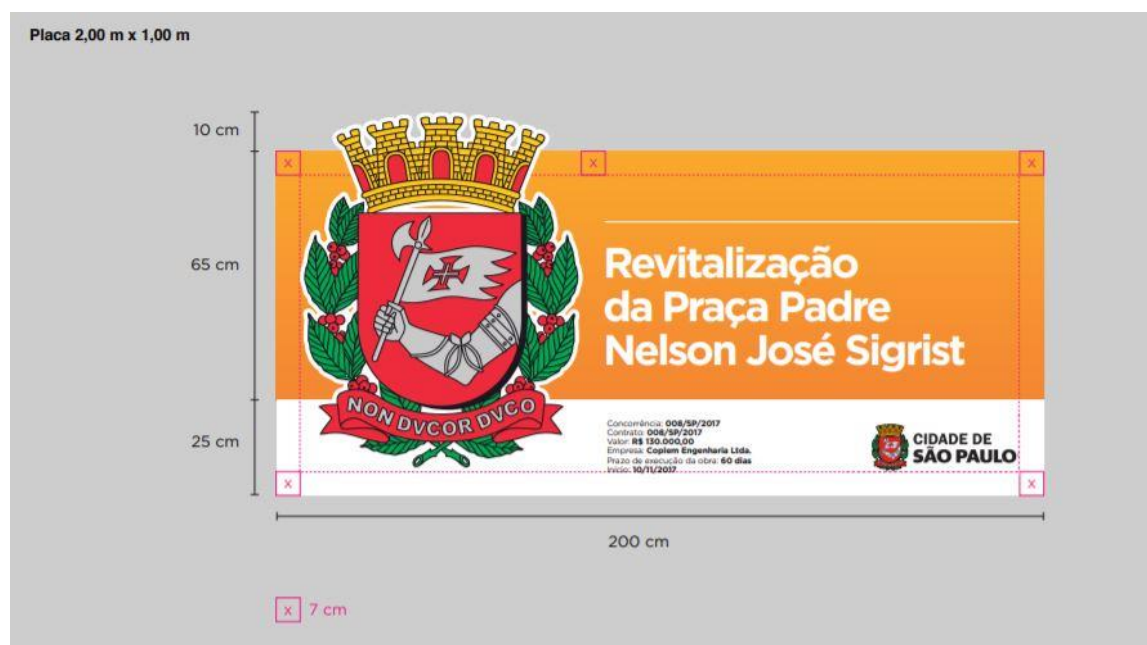 Placa 2,00 m x 1,00 m
10 cm
x
x
x
65 cm
Revitalização
da Praça Padre
Nelson José Sigrist
NON DVCOR DVCO
25 cm
Concorrência: 008/SP/2017
Contrato: 008/SP/2017
Valor: R$ 130.000,00
Empresa: Coplem Engenharia Ltda.
Prazo de execução da obra: 60 dias
Início: 10/11/2017
CIDADE DE
SÃO PAULO
x
x
200 cm
x 7 cm